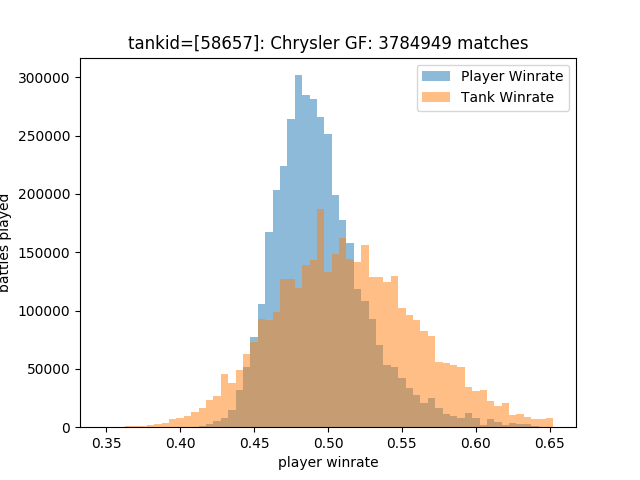 tankid=[58657]: Chrysler GF: 3784949 matches
Player Winrate
Tank Winrate
300000
250000
200000
150000
100000
50000
0
battles played
0.35 0.40 0.45 0.50 0.55 0.60 0.65
player winrate